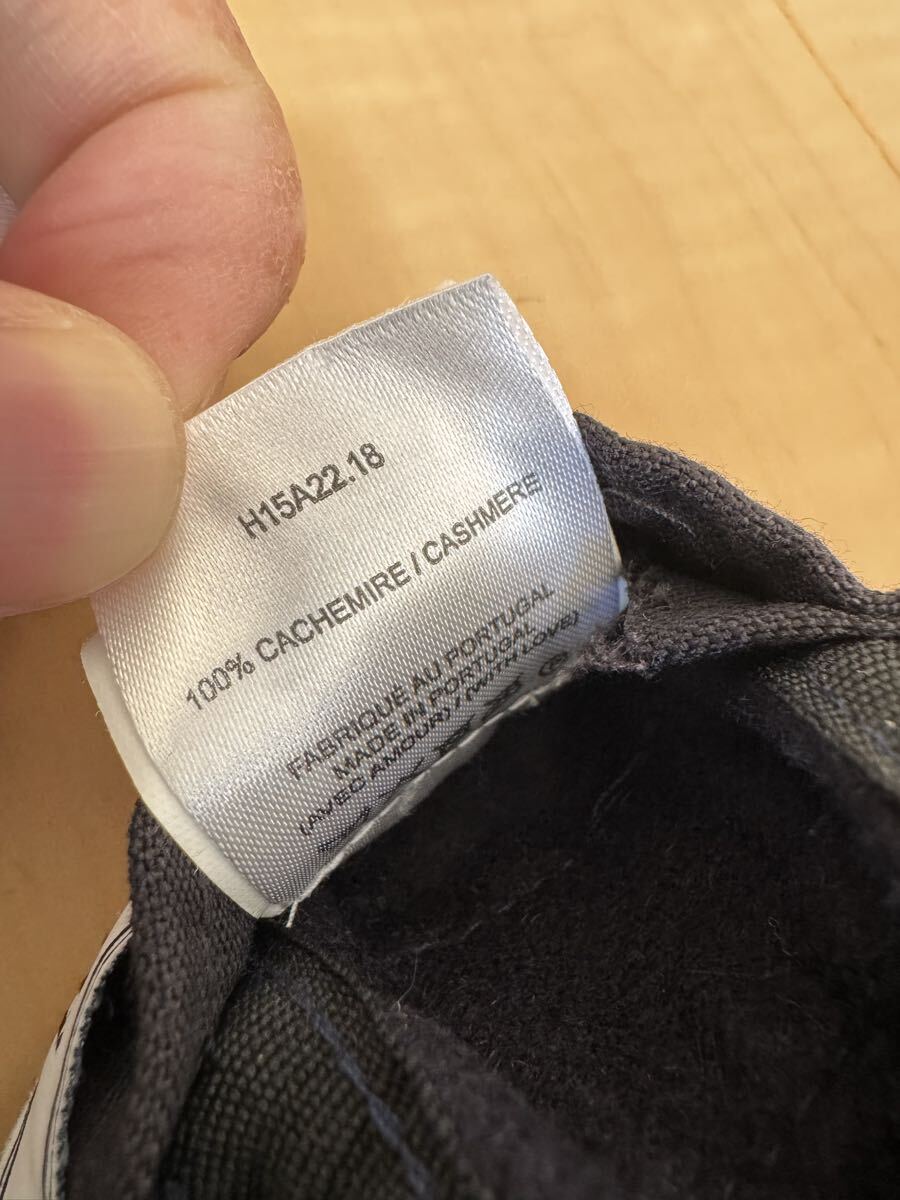 H15A22.18
100% CACHEMIRE / CASHMERE
FABRIQUE AU PORTUGAL
MADE IN PORTUGAL
(AVEC AMOUR) / (WITH LOVE)